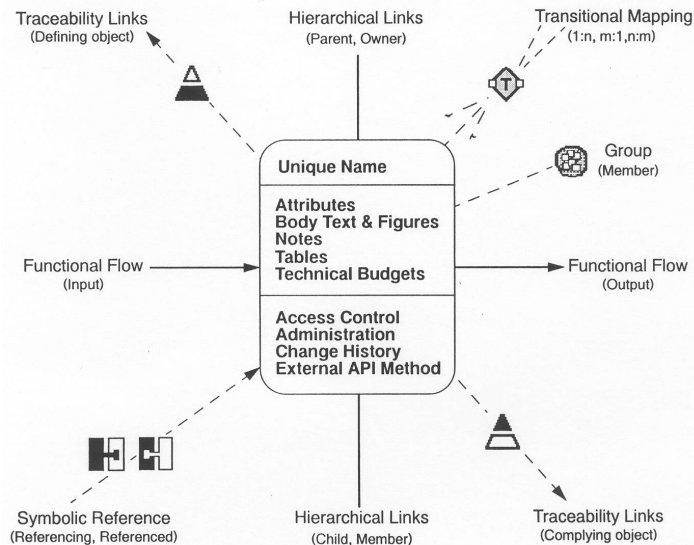 Traceability Links
(Defining object)
Hierarchical Links
(Parent, Owner)
Transitional Mapping
(1:n, m:1,n:m)
T
Group
(Member)
Unique Name
Attributes
Body Text & Figures
Notes
Tables
Technical Budgets
Functional Flow
(Input)
Functional Flow
(Output)
Access Control
Administration
Change History
External API Method
Symbolic Reference
(Referencing, Referenced)
Hierarchical Links
(Child, Member)
Traceability Links
(Complying object)